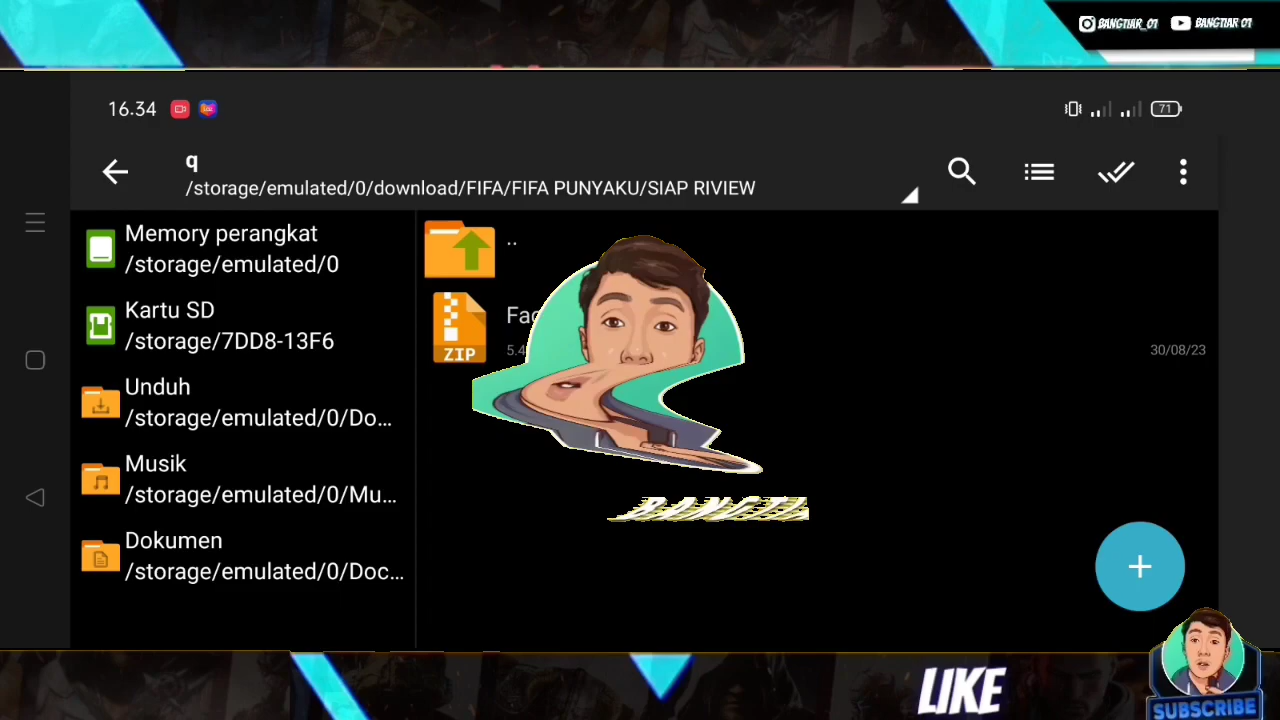 BANGTIAR_01 BANGTIAR 01
16.34
71
q
/storage/emulated/0/download/FIFA/FIFA PUNYAKU/SIAP RIVIEW
Memory perangkat
/storage/emulated/0
Kartu SD
/storage/7DD8-13F6
Unduh
/storage/emulated/0/Do...
Musik
/storage/emulated/0/Mu...
Dokumen
/storage/emulated/0/Doc...
..
ZIP
30/08/23
LIKE
SUBSCRIBE